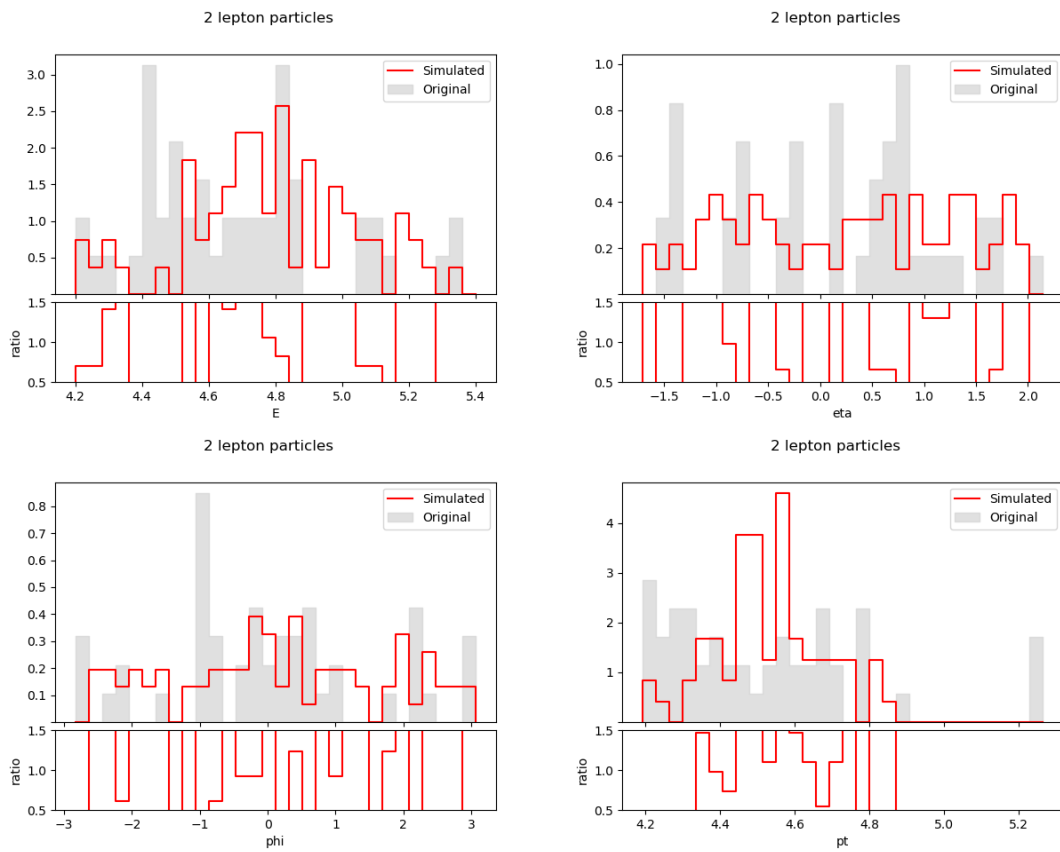 2 lepton particles
3.0
2.5
2.0
1.5
1.0
0.5
Simulated
Original
1.5
1.0
0.5
ratio
4.2 4.4 4.6 4.8 5.0 5.2 5.4
E
2 lepton particles
1.0
0.8
0.6
0.4
0.2
Simulated
Original
1.5
1.0
0.5
ratio
−1.5 −1.0 −0.5 0.0 0.5 1.0 1.5 2.0
eta
2 lepton particles
0.8
0.7
0.6
0.5
0.4
0.3
0.2
0.1
Simulated
Original
1.5
1.0
0.5
ratio
−3 −2 −1 0 1 2 3
phi
2 lepton particles
4
3
2
1
Simulated
Original
1.5
1.0
0.5
ratio
4.2 4.4 4.6 4.8 5.0 5.2
pt